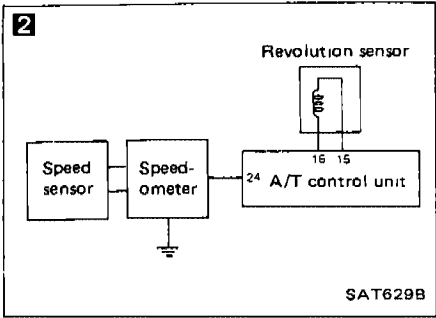 2
Revolution sensor
16 15
Speed
sensor
Speed-
ometer
24 A/T control unit
SAT629B